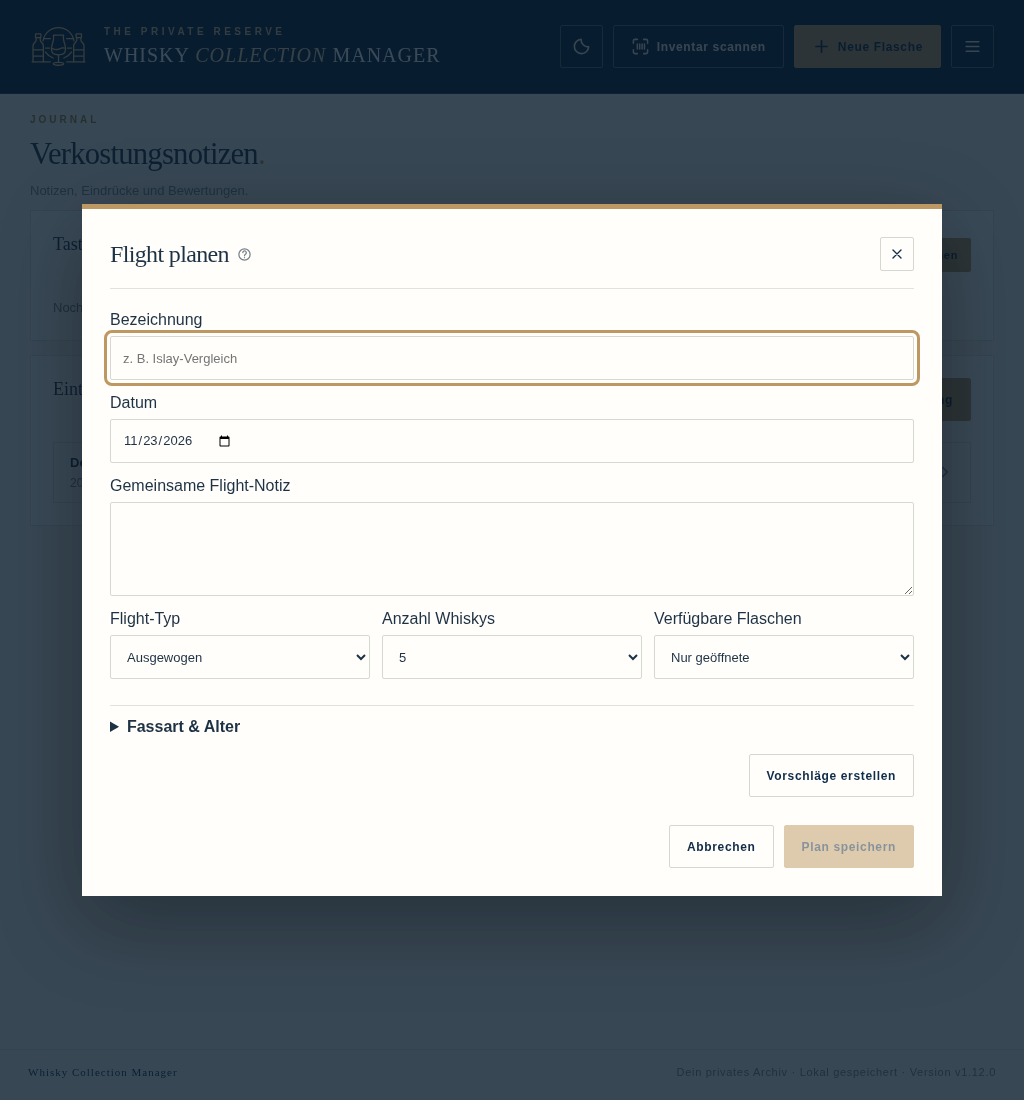 THE PRIVATE RESERVE
WHISKY COLLECTION MANAGER
Inventar scannen
Neue Flasche
JOURNAL
Verkostungsnotizen.
Notizen, Eindrücke und Bewertungen.
Flight planen
Bezeichnung
z. B. Islay-Vergleich
Datum
11/23/2026
Gemeinsame Flight-Notiz
Flight-Typ
Anzahl Whiskys
Verfügbare Flaschen
Ausgewogen
5
Nur geöffnete
Fassart & Alter
Vorschläge erstellen
Abbrechen
Plan speichern
Whisky Collection Manager
Dein privates Archiv · Lokal gespeichert · Version v1.12.0